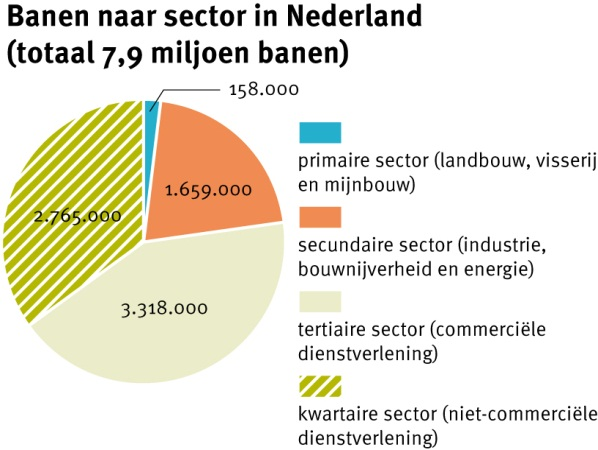 Banen naar sector in Nederland
(totaal 7,9 miljoen banen)
158.000
1.659.000
2.765.000
3.318.000
primaire sector (landbouw, visserij
en mijnbouw)
secundaire sector (industrie,
bouwnijverheid en energie)
tertiaire sector (commerciële
dienstverlening)
kwartaire sector (niet-commerciële
dienstverlening)